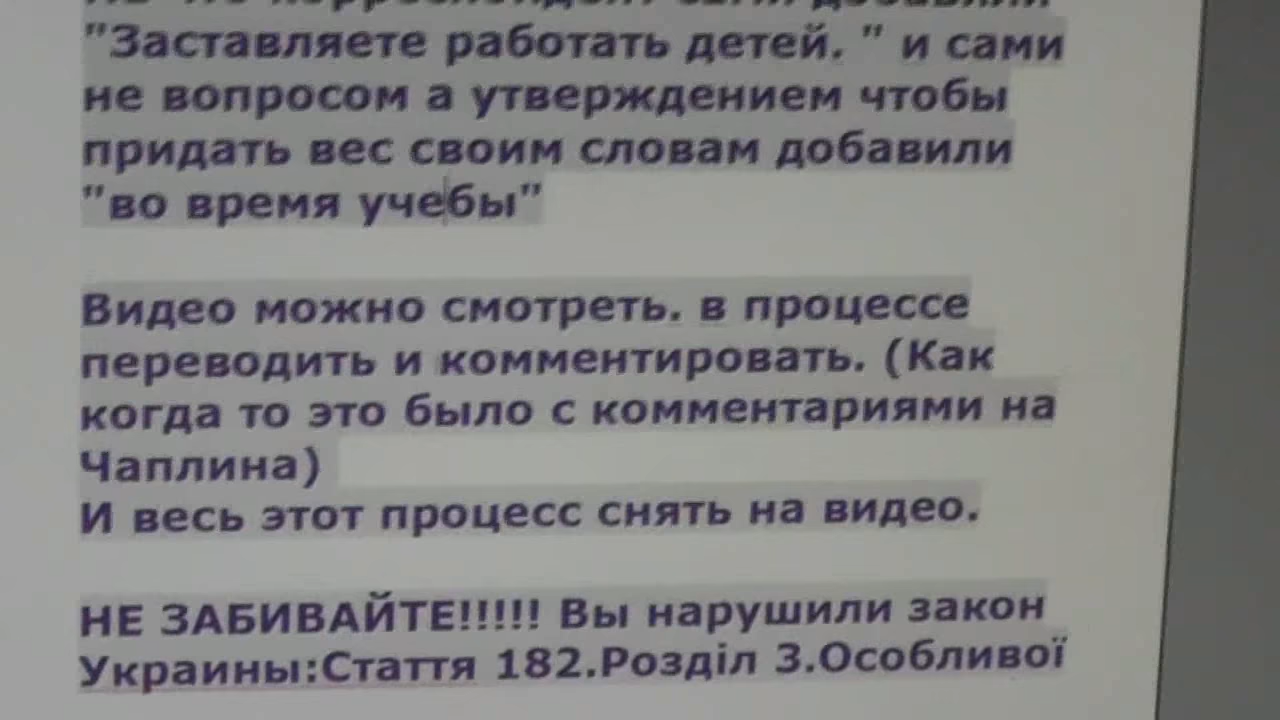 "Заставляете работать детей. " и сами
не вопросом а утверждением чтобы
придать вес своим словам добавили
"во время учебы"
Видео можно смотреть. в процессе
переводить и комментировать. (Как
когда то это было с комментариями на
Чаплина)
И весь этот процесс снять на видео.
НЕ ЗАБИВАЙТЕ!!!!! Вы нарушили закон
Украины:Стаття 182.Розділ 3.Особливої